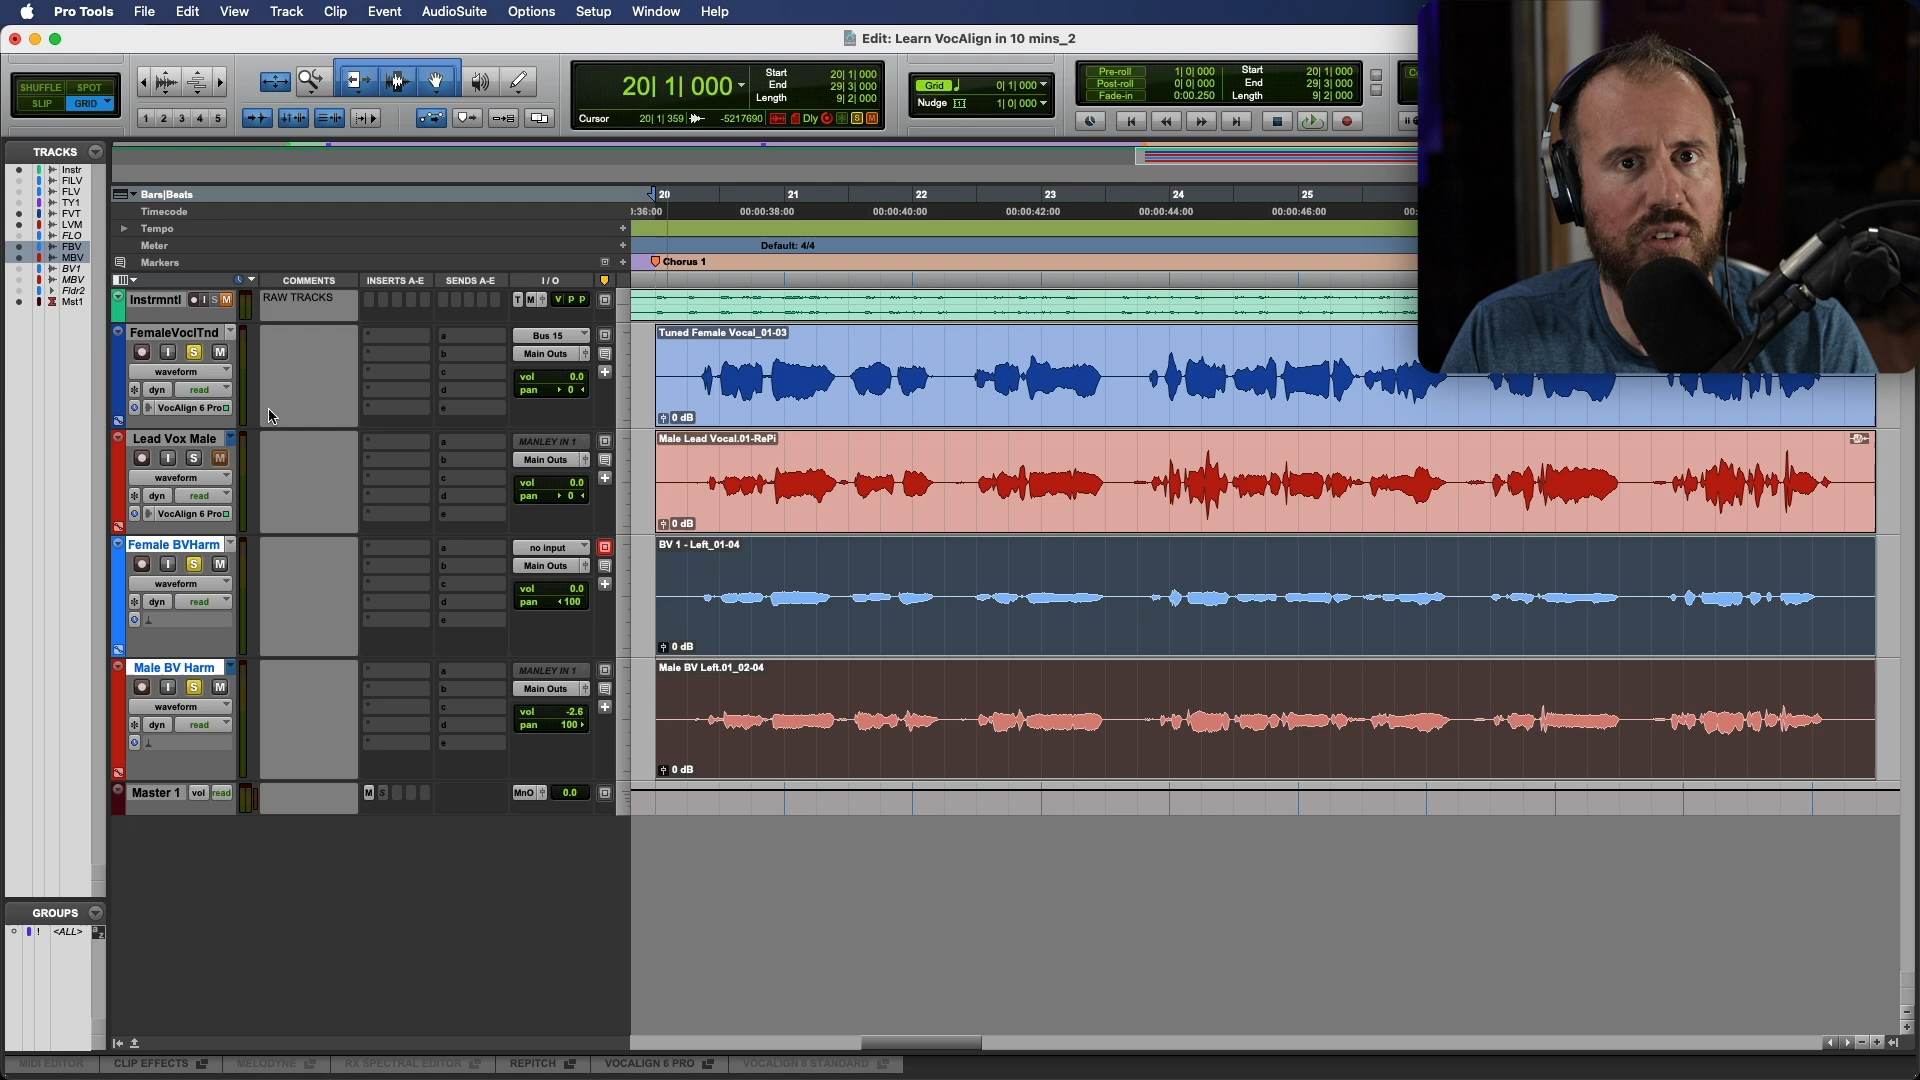 Pro Tools File Edit View Track Clip Event AudioSuite Options Setup Window Help
Edit: Learn VocAlign in 10 mins_2
SHUFFLE SPOT
SLIP GRID
1 2 3 4 5
20| 1| 000
Start 20| 1| 000
End 29| 3| 000
Length 9| 2| 000
Cursor 20| 1| 359 -5217690 Dly S M
Grid 0| 1| 000
Nudge 1| 0| 000
Pre-roll 1| 0| 000
Post-roll 0| 0| 000
Fade-in 0:00.250
Start 20| 1| 000
End 29| 3| 000
Length 9| 2| 000
TRACKS
Instr
FILV
FLV
TY1
FVT
LVM
FLO
FBV
MBV
BV1
MBV
Fldr2
Mst1
Bars|Beats 20 21 22 23 24 25
Timecode 0:36:00 00:00:38:00 00:00:40:00 00:00:42:00 00:00:44:00 00:00:46:00 00:
Tempo
Meter Default: 4/4
Markers Chorus 1
COMMENTS INSERTS A-E SENDS A-E I / O
Instrmntl I S M RAW TRACKS T M V P P
FemaleVoclTnd
I S M
waveform
dyn read
VocAlign 6 Pro
a
b
c
d
e
Bus 15
Main Outs
vol 0.0
pan 0
Tuned Female Vocal_01-03
0 dB
Lead Vox Male
I S M
waveform
dyn read
VocAlign 6 Pro
a
b
c
d
e
MANLEY IN 1
Main Outs
vol 0.0
pan 0
Male Lead Vocal.01-RePi
0 dB
Female BVHarm
I S M
waveform
dyn read
a
b
c
d
e
no input
Main Outs
vol 0.0
pan 100
BV 1 - Left_01-04
0 dB
Male BV Harm
I S M
waveform
dyn read
a
b
c
d
e
MANLEY IN 1
Main Outs
vol -2.6
pan 100
Male BV Left.01_02-04
0 dB
Master 1 vol read M S MnO 0.0
GROUPS
! <ALL> a z
MIDI EDITOR CLIP EFFECTS MELODYNE RX SPECTRAL EDITOR REPITCH VOCALIGN 6 PRO VOCALIGN 6 STANDARD